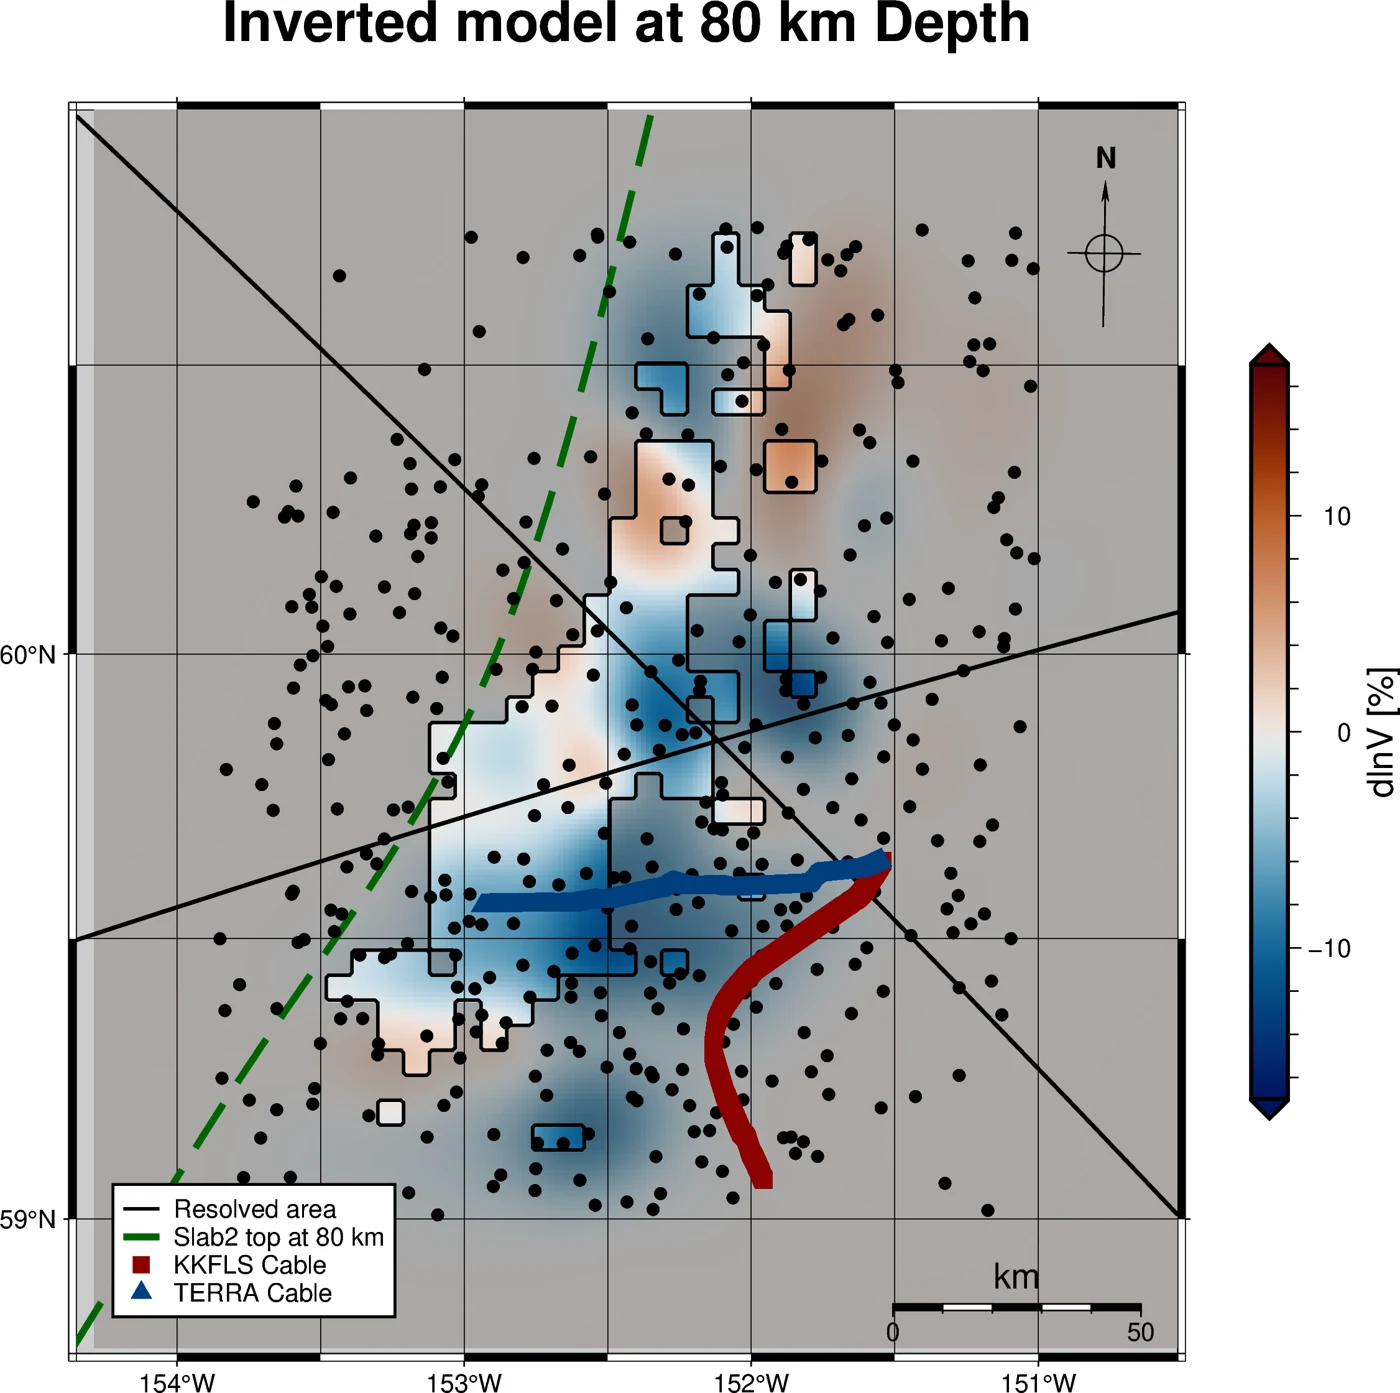 Inverted model at 80 km Depth
N
60°N
59°N
154°W
153°W
152°W
151°W
Resolved area
Slab2 top at 80 km
KKFLS Cable
TERRA Cable
km
0
50
10
0
−10
dlnV [%]